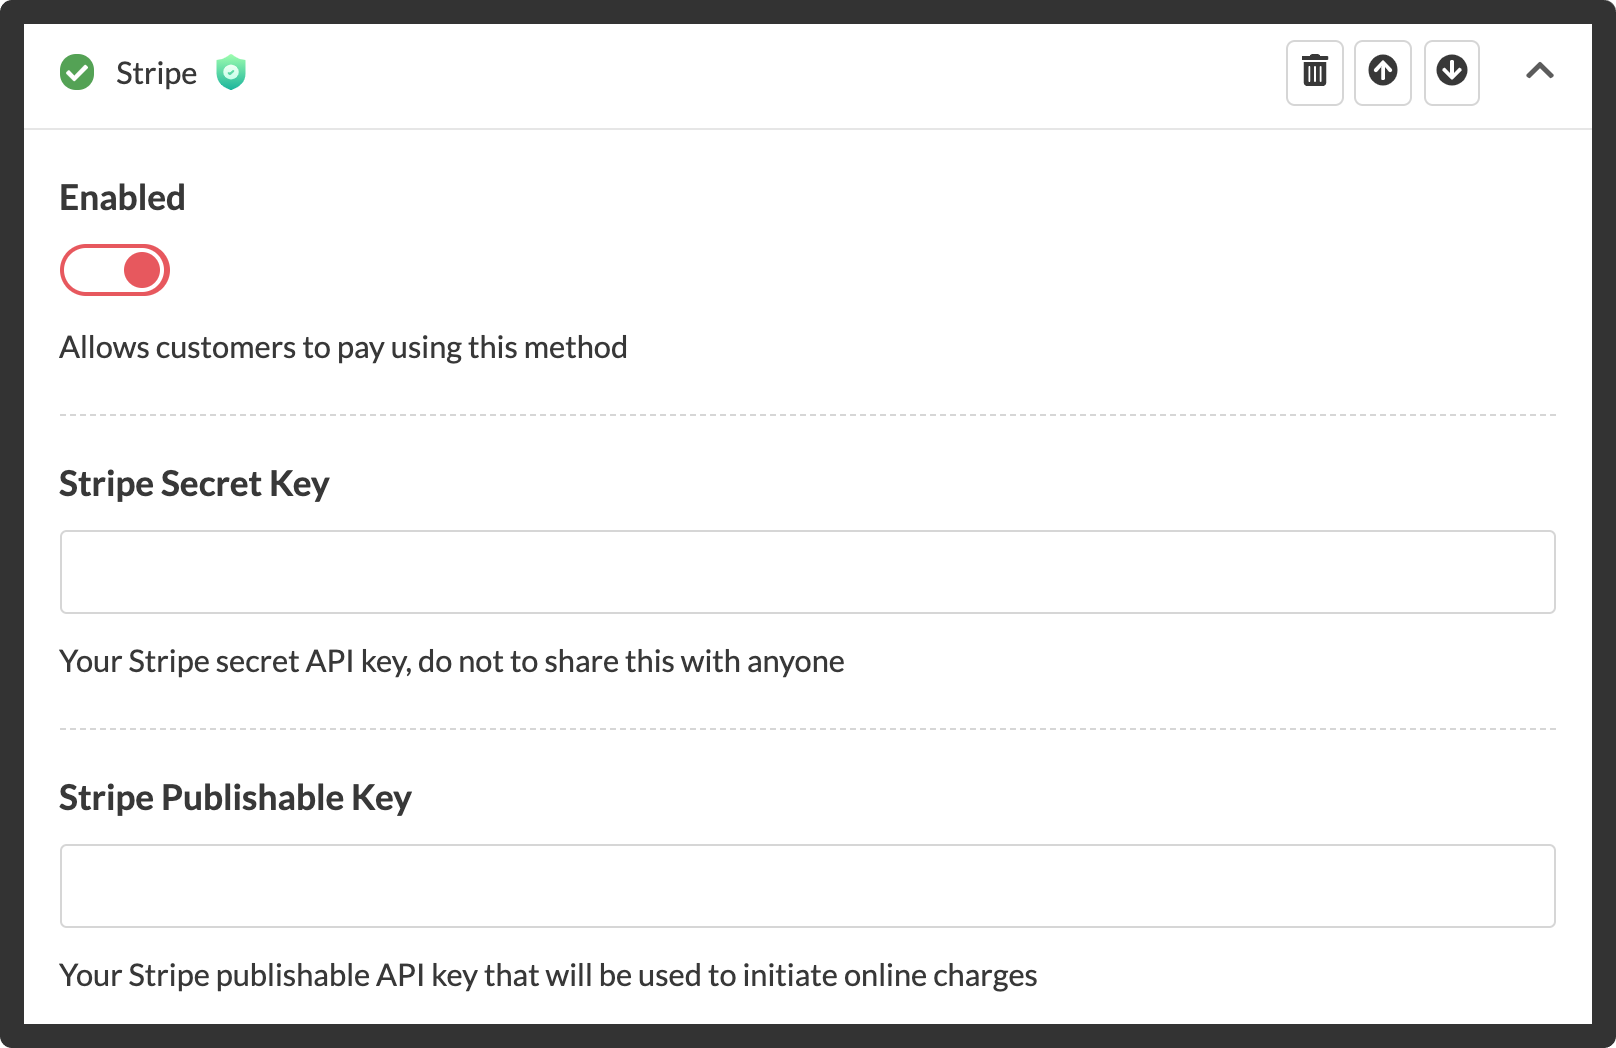 Stripe
Enabled
Allows customers to pay using this method
Stripe Secret Key
Your Stripe secret API key, do not to share this with anyone
Stripe Publishable Key
Your Stripe publishable API key that will be used to initiate online charges